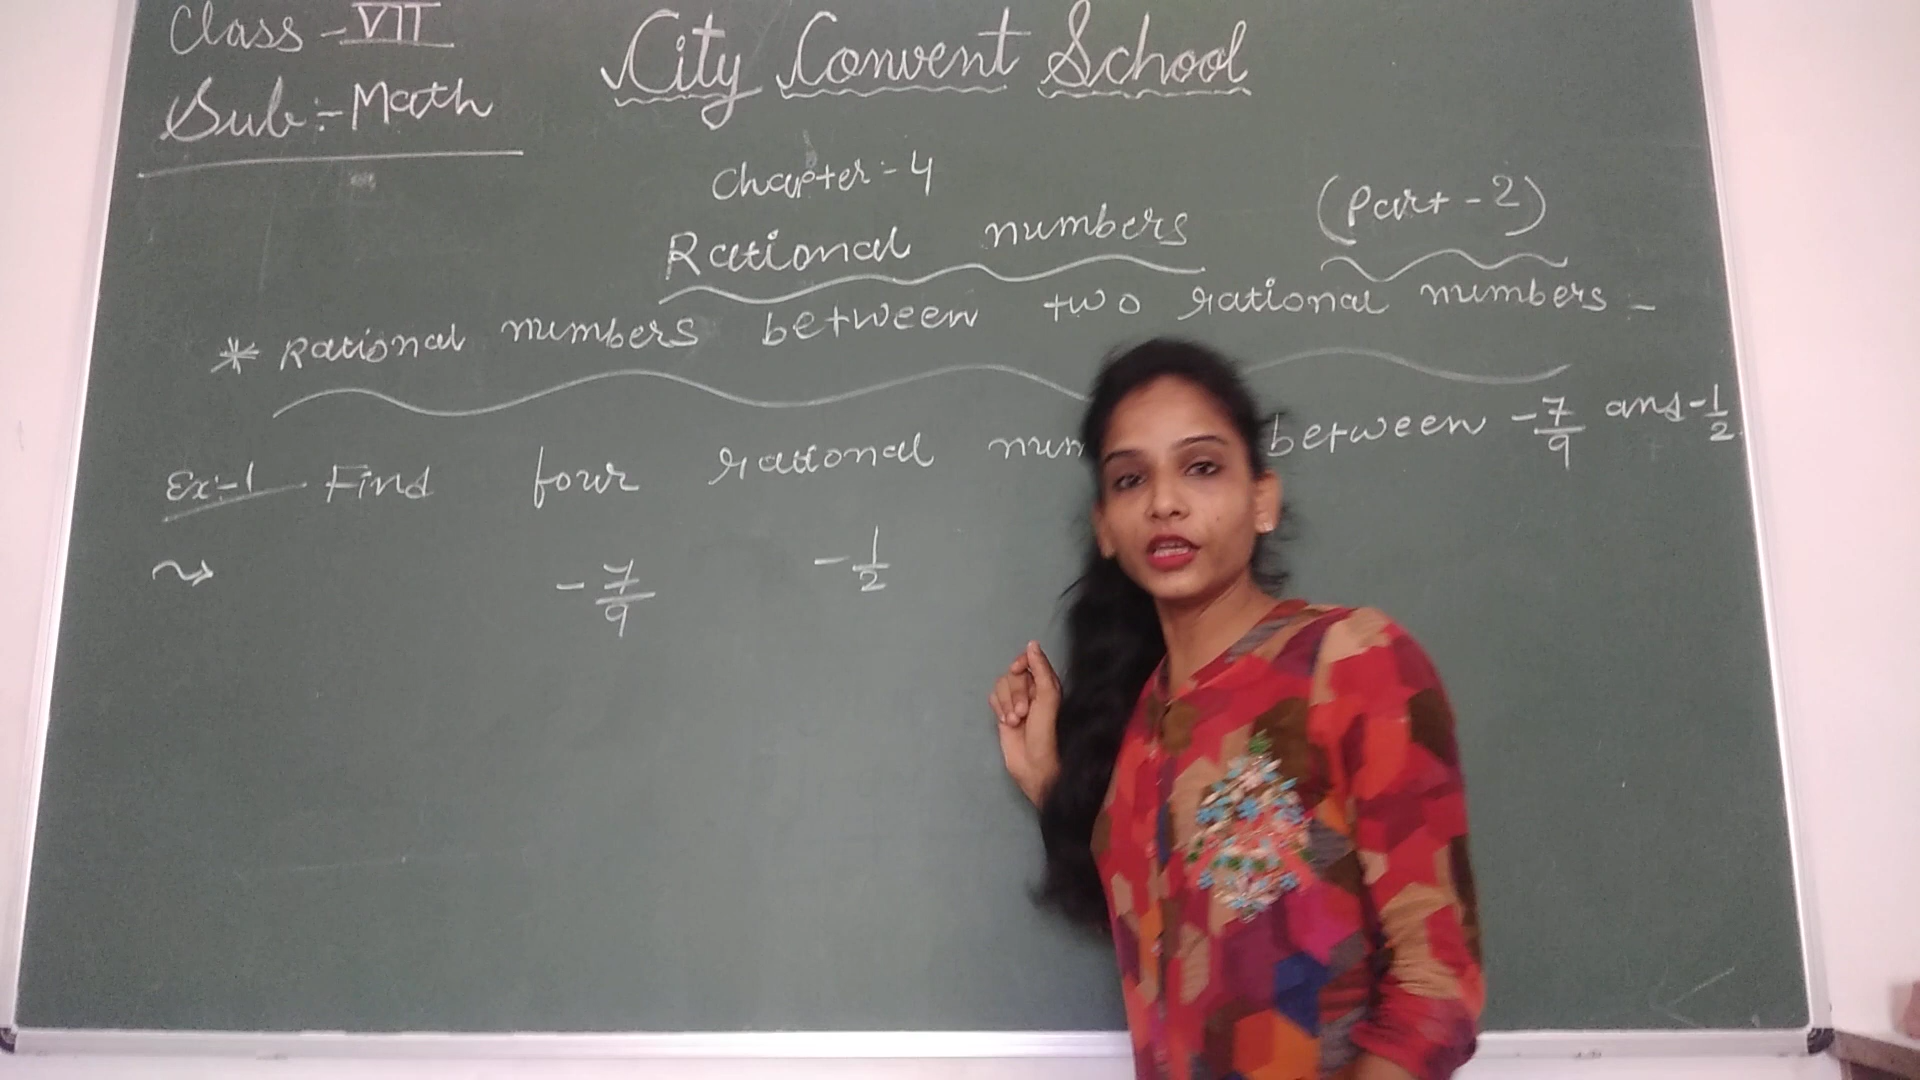 Class - VII
Sub :- Math
City Convent School
Chapter :- 4
Rational numbers (Part - 2)
* Rational numbers between two rational numbers -
Ex:-1 Find four rational num between -7/9 and -1/2
-7/9 -1/2